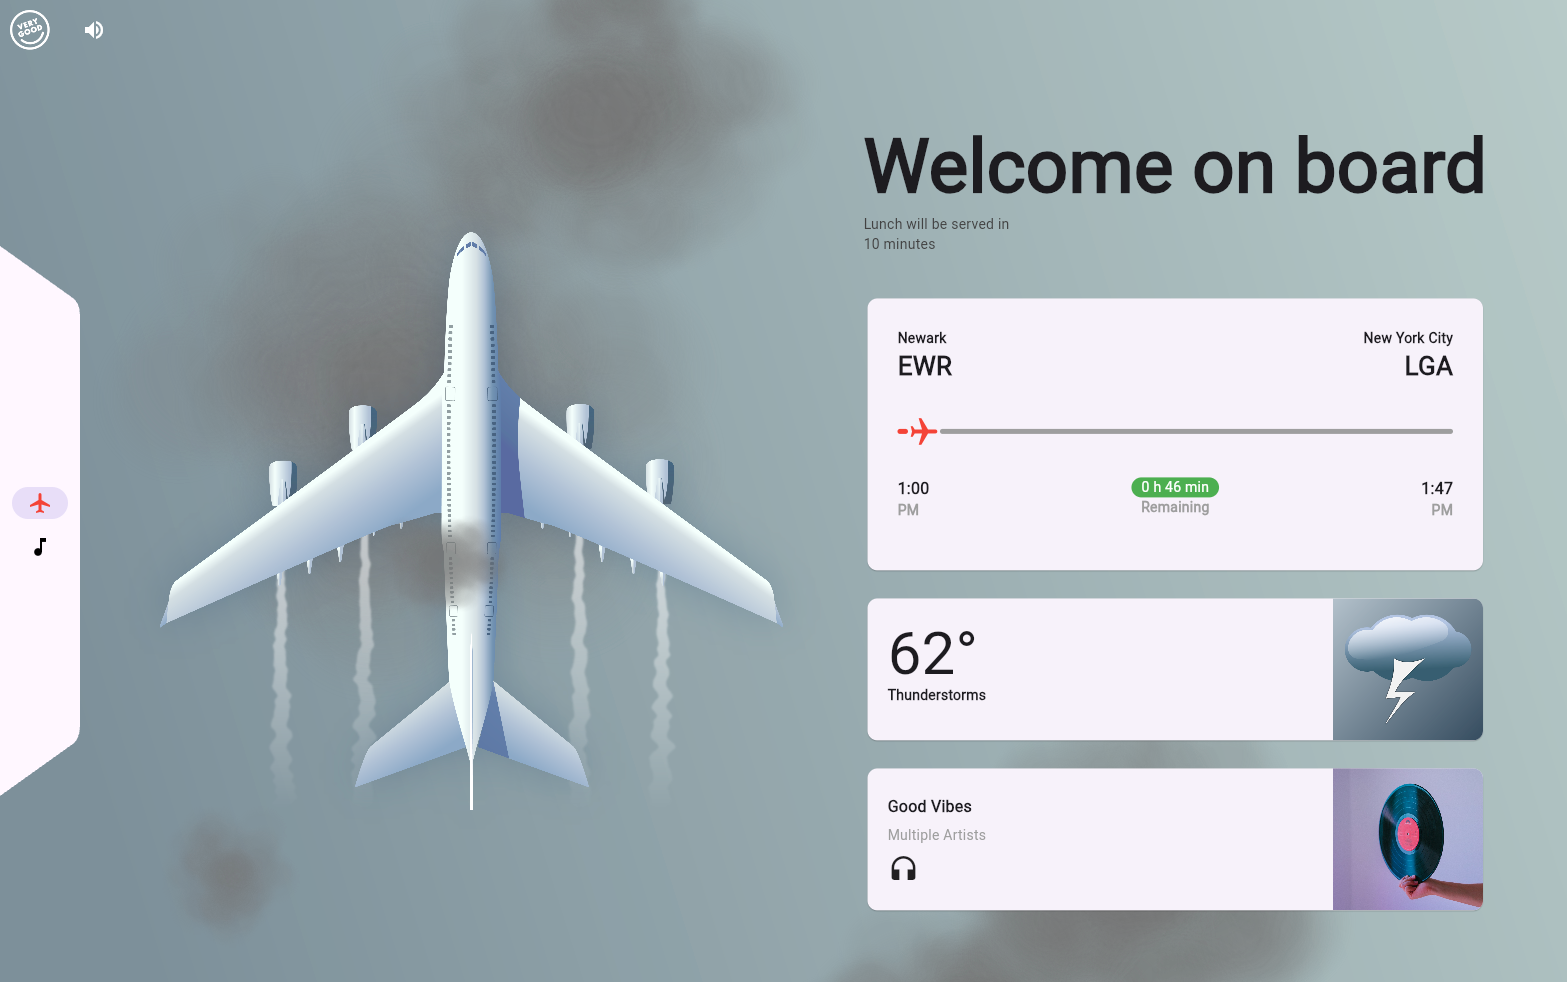 VERY
GOOD
Welcome on board
Lunch will be served in
10 minutes
Newark
New York City
EWR
LGA
1:00
0 h 46 min
1:47
PM
Remaining
PM
62°
Thunderstorms
Good Vibes
Multiple Artists